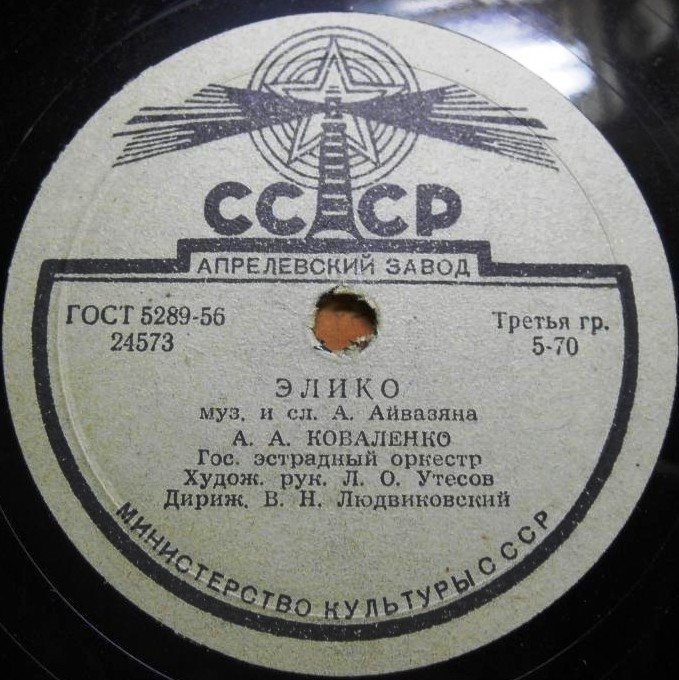 СССР
АПРЕЛЕВСКИЙ ЗАВОД
ГОСТ 5289-56
24573
Третья гр.
5-70
ЭЛИКО
муз. и сл. А. Айвазяна
А. А. КОВАЛЕНКО
Гос. эстрадный оркестр
Худож. рук. Л. О. Утесов
Дириж. В. Н. Людвиковский
МИНИСТЕРСТВО КУЛЬТУРЫ СССР